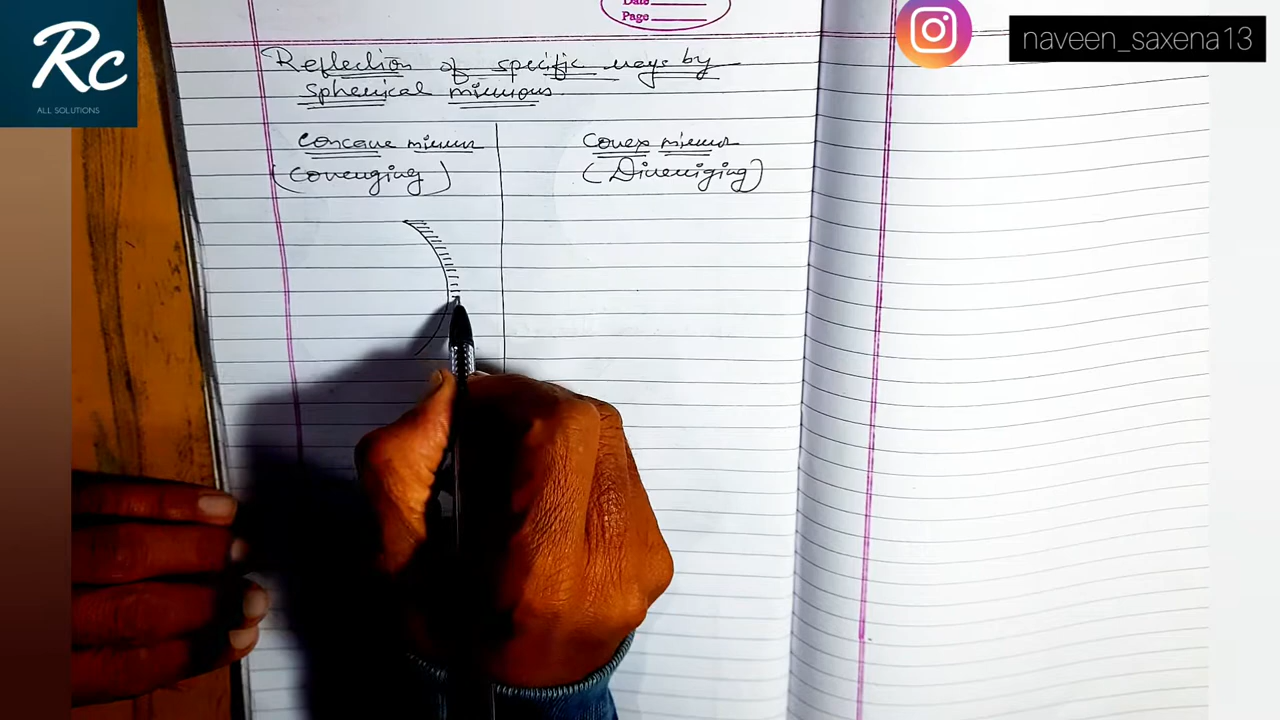 Date
Page
Rc
ALL SOLUTIONS
naveen_saxena13
Reflection of specific rays by
spherical mirrors.
Concave mirror
(Converging)
Convex mirror
(Diverging)